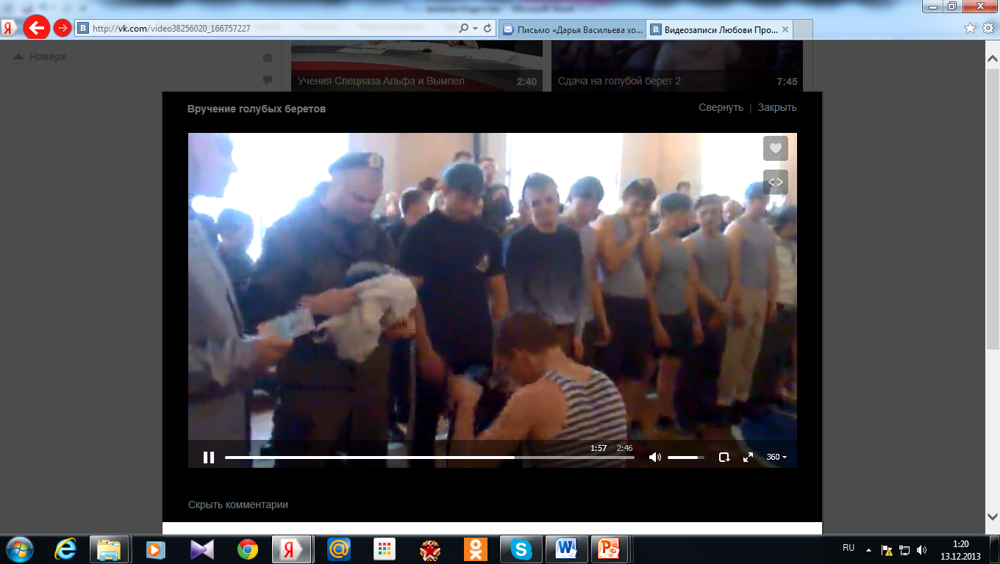 http://vk.com/video38256020_166757227
Письмо «Дарья Васильева хо...
Видеозаписи Любови Про...
Наверх
Учения Спецназа Альфа и Вымпел
2:40
Сдача на голубой берет 2
7:45
Вручение голубых беретов
Свернуть | Закрыть
1:57 2:46
360
Скрыть комментарии
RU
1:20
13.12.2013